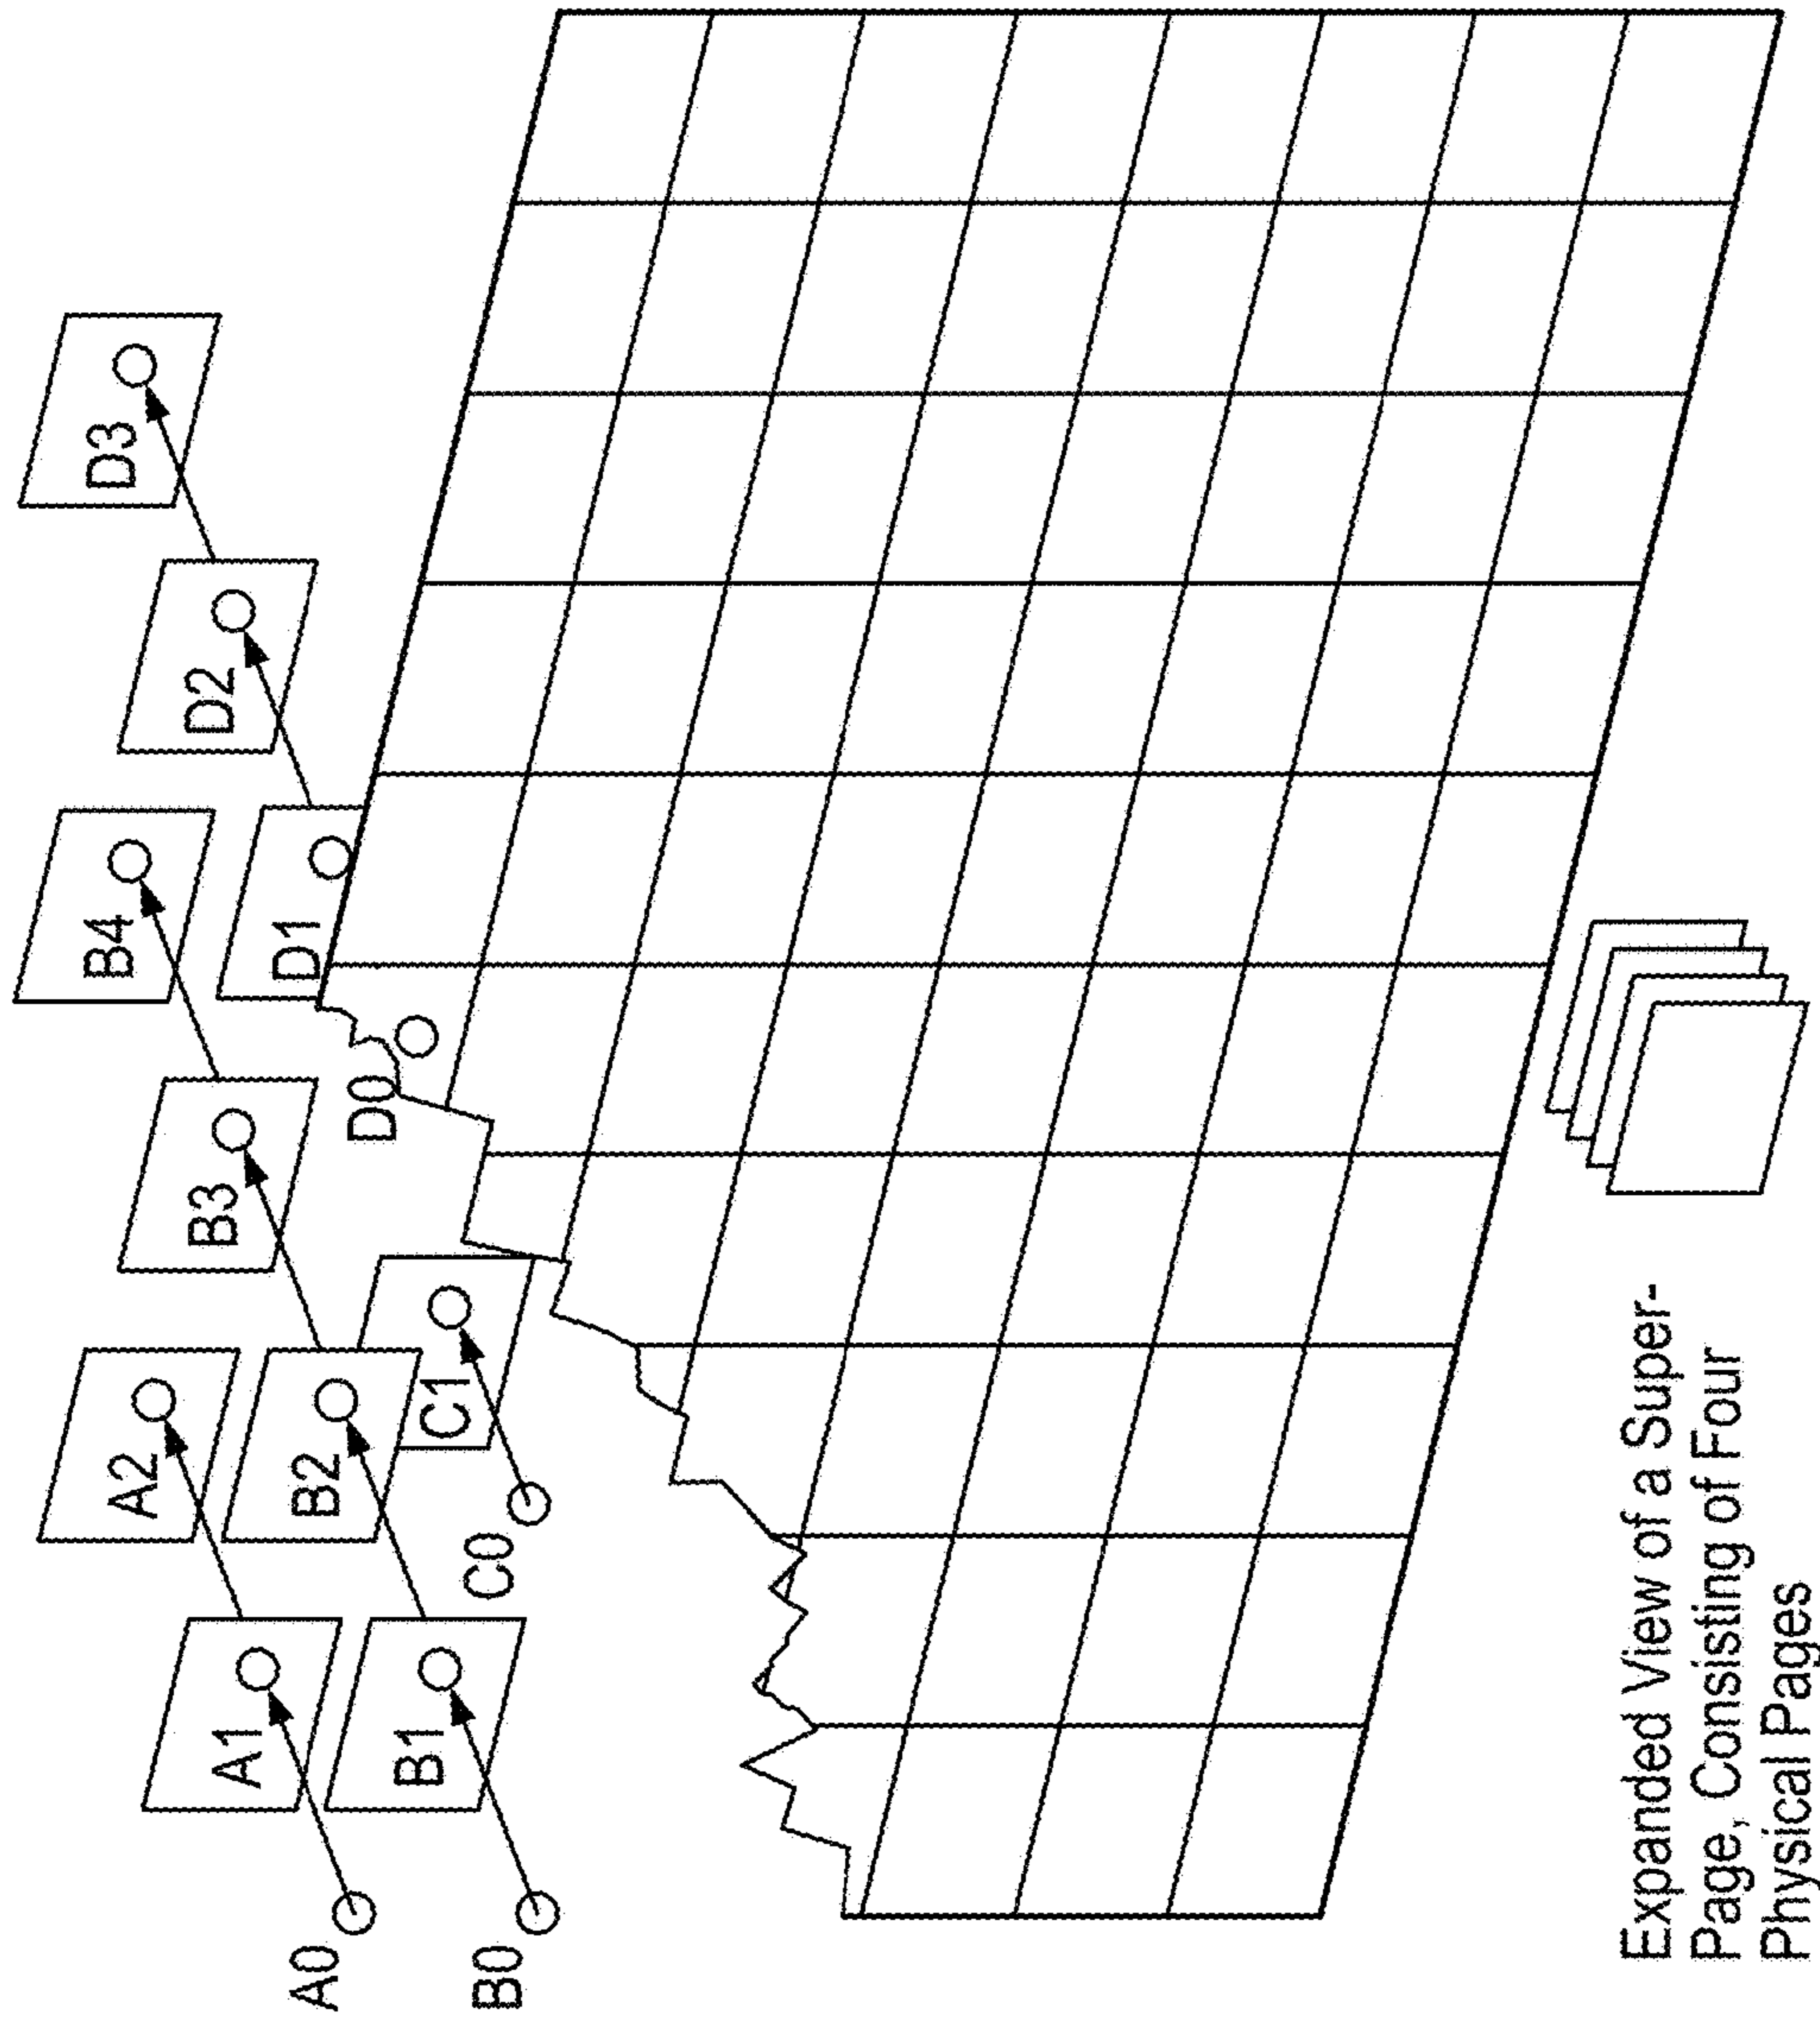 A0
A1
A2
B0
B1
B2
B3
B4
C0
C1
D0
D1
D2
D3
Expanded View of a Super-
Page, Consisting of Four
Physical Pages